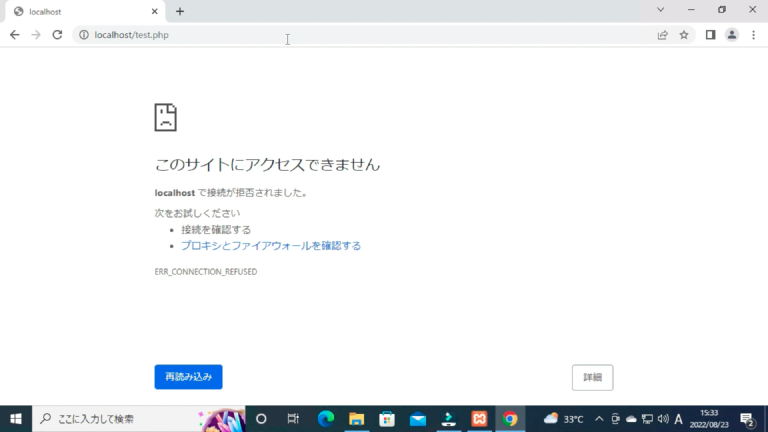 localhost
localhost/test.php
このサイトにアクセスできません
localhost で接続が拒否されました。
次をお試しください
接続を確認する
プロキシとファイアウォールを確認する
ERR_CONNECTION_REFUSED
再読み込み
詳細
ここに入力して検索
33°C
A
15:33
2022/08/23
2